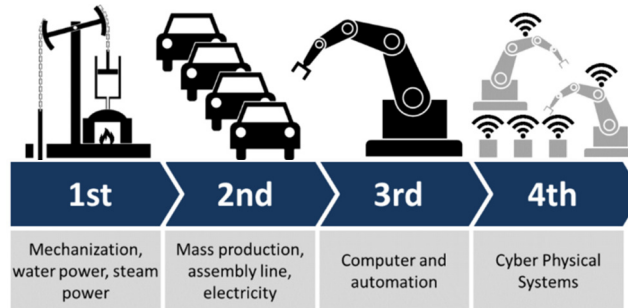 1st
2nd
3rd
4th
Mechanization,
water power, steam
power
Mass production,
assembly line,
electricity
Computer and
automation
Cyber Physical
Systems